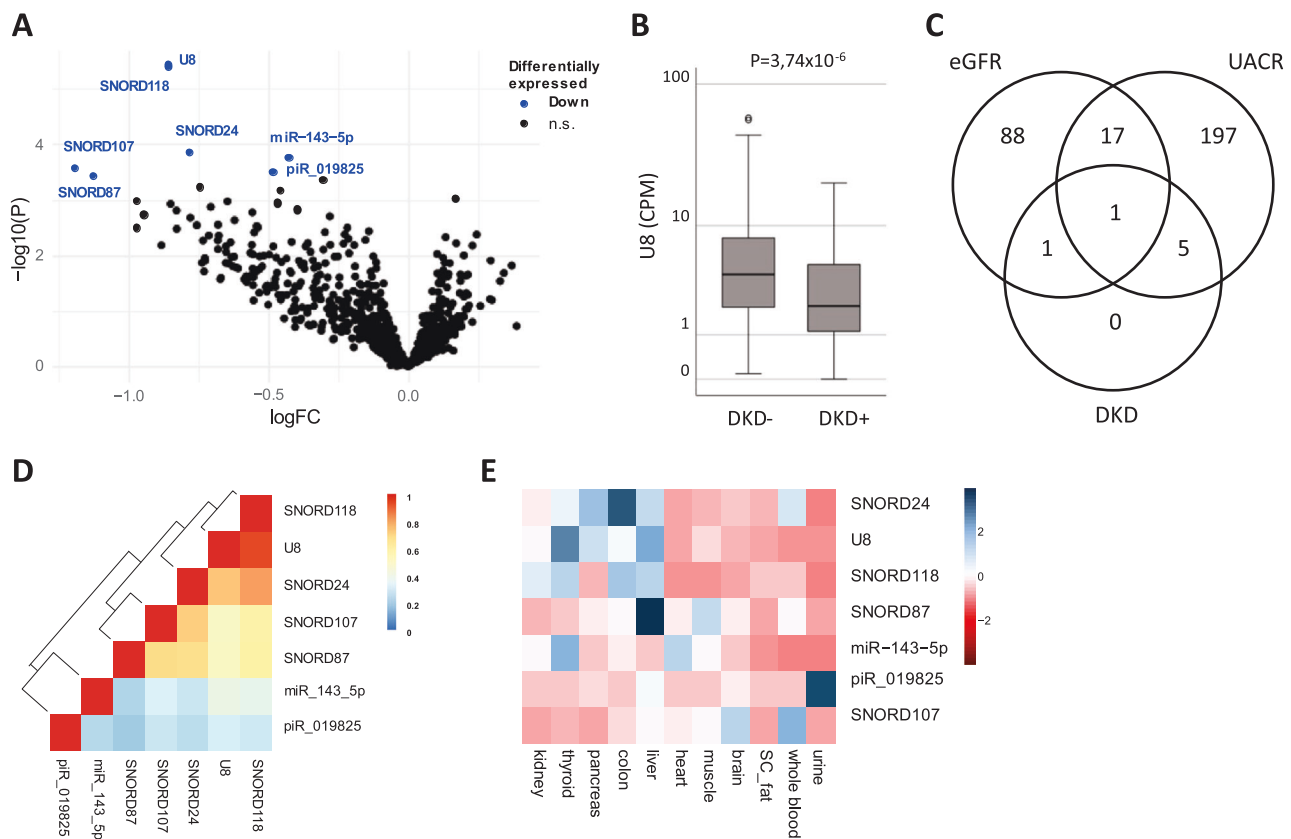 A
U8
SNORD118
SNORD24
miR−143−5p
SNORD107
piR_019825
SNORD87
Differentially
expressed
Down
n.s.
4
2
0
−log10(P)
−1.0
−0.5
0.0
logFC
B
P=3,74x10-6
100
10
1
0
U8 (CPM)
DKD-
DKD+
C
eGFR
UACR
88
17
197
1
1
5
0
DKD
D
SNORD118
U8
SNORD24
SNORD107
SNORD87
miR_143_5p
piR_019825
piR_019825
miR_143_5p
SNORD87
SNORD107
SNORD24
U8
SNORD118
1
0.8
0.6
0.4
0.2
0
E
SNORD24
U8
SNORD118
SNORD87
miR−143−5p
piR_019825
SNORD107
kidney
thyroid
pancreas
colon
liver
heart
muscle
brain
SC_fat
whole blood
urine
2
0
−2